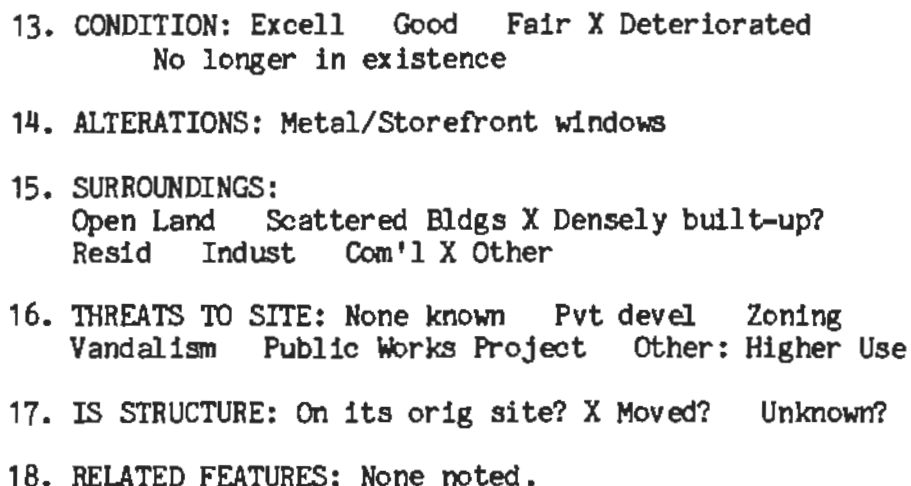 13. CONDITION: Excell Good Fair X Deteriorated
No longer in existence
14. ALTERATIONS: Metal/Storefront windows
15. SURROUNDINGS:
Open Land Scattered Bldgs X Densely built-up?
Resid Indust Com'l X Other
16. THREATS TO SITE: None known Pvt devel Zoning
Vandalism Public Works Project Other: Higher Use
17. IS STRUCTURE: On its orig site? X Moved? Unknown?
18. RELATED FEATURES: None noted.